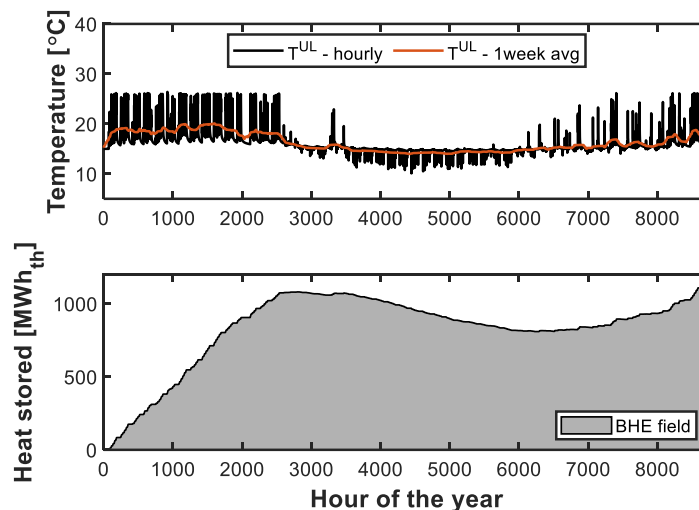 Temperature [°C]
40
30
20
10
T^UL - hourly
T^UL - 1week avg
0 1000 2000 3000 4000 5000 6000 7000 8000
Heat stored [MWh_th]
1000
500
0
BHE field
0 1000 2000 3000 4000 5000 6000 7000 8000
Hour of the year